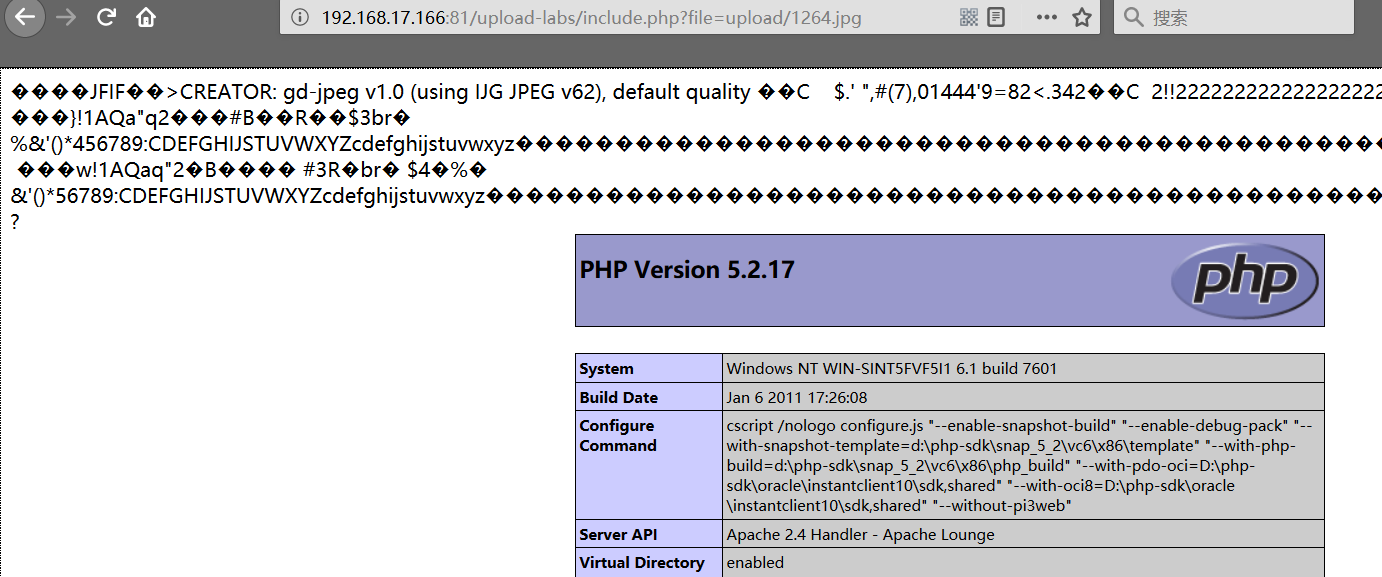 192.168.17.166:81/upload-labs/include.php?file=upload/1264.jpg
搜索
����JFIF��>CREATOR: gd-jpeg v1.0 (using IJG JPEG v62), default quality ��C $.' ",#(7),01444'9=82<.342��C 2!!222222222222222222
���}!1AQa"q2���#B��R��$3br�
%&'()*456789:CDEFGHIJSTUVWXYZcdefghijstuvwxyz
���w!1AQaq"2�B���� #3R�br� $4�%�
&'()*56789:CDEFGHIJSTUVWXYZcdefghijstuvwxyz
?
PHP Version 5.2.17
php
System Windows NT WIN-SINT5FVF5I1 6.1 build 7601
Build Date Jan 6 2011 17:26:08
Configure Command cscript /nologo configure.js "--enable-snapshot-build" "--enable-debug-pack" "--
with-snapshot-template=d:\php-sdk\snap_5_2\vc6\x86\template" "--with-php-
build=d:\php-sdk\snap_5_2\vc6\x86\php_build" "--with-pdo-oci=D:\php-
sdk\oracle\instantclient10\sdk,shared" "--with-oci8=D:\php-sdk\oracle
\instantclient10\sdk,shared" "--without-pi3web"
Server API Apache 2.4 Handler - Apache Lounge
Virtual Directory enabled